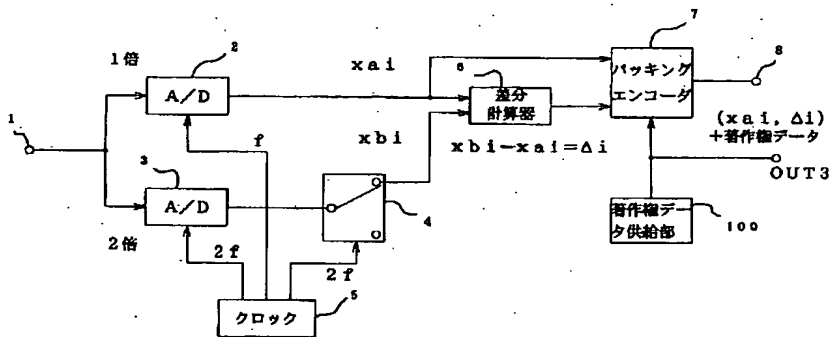 1
1倍
A/D
2
xai
6
差分
計算器
7
パッキング
エンコーダ
8
f
xbi
xbi−xai=Δi
(xai, Δi)
+著作権データ
OUT3
3
A/D
2倍
2f
4
2f
5
クロック
著作権デー
タ供給部
100